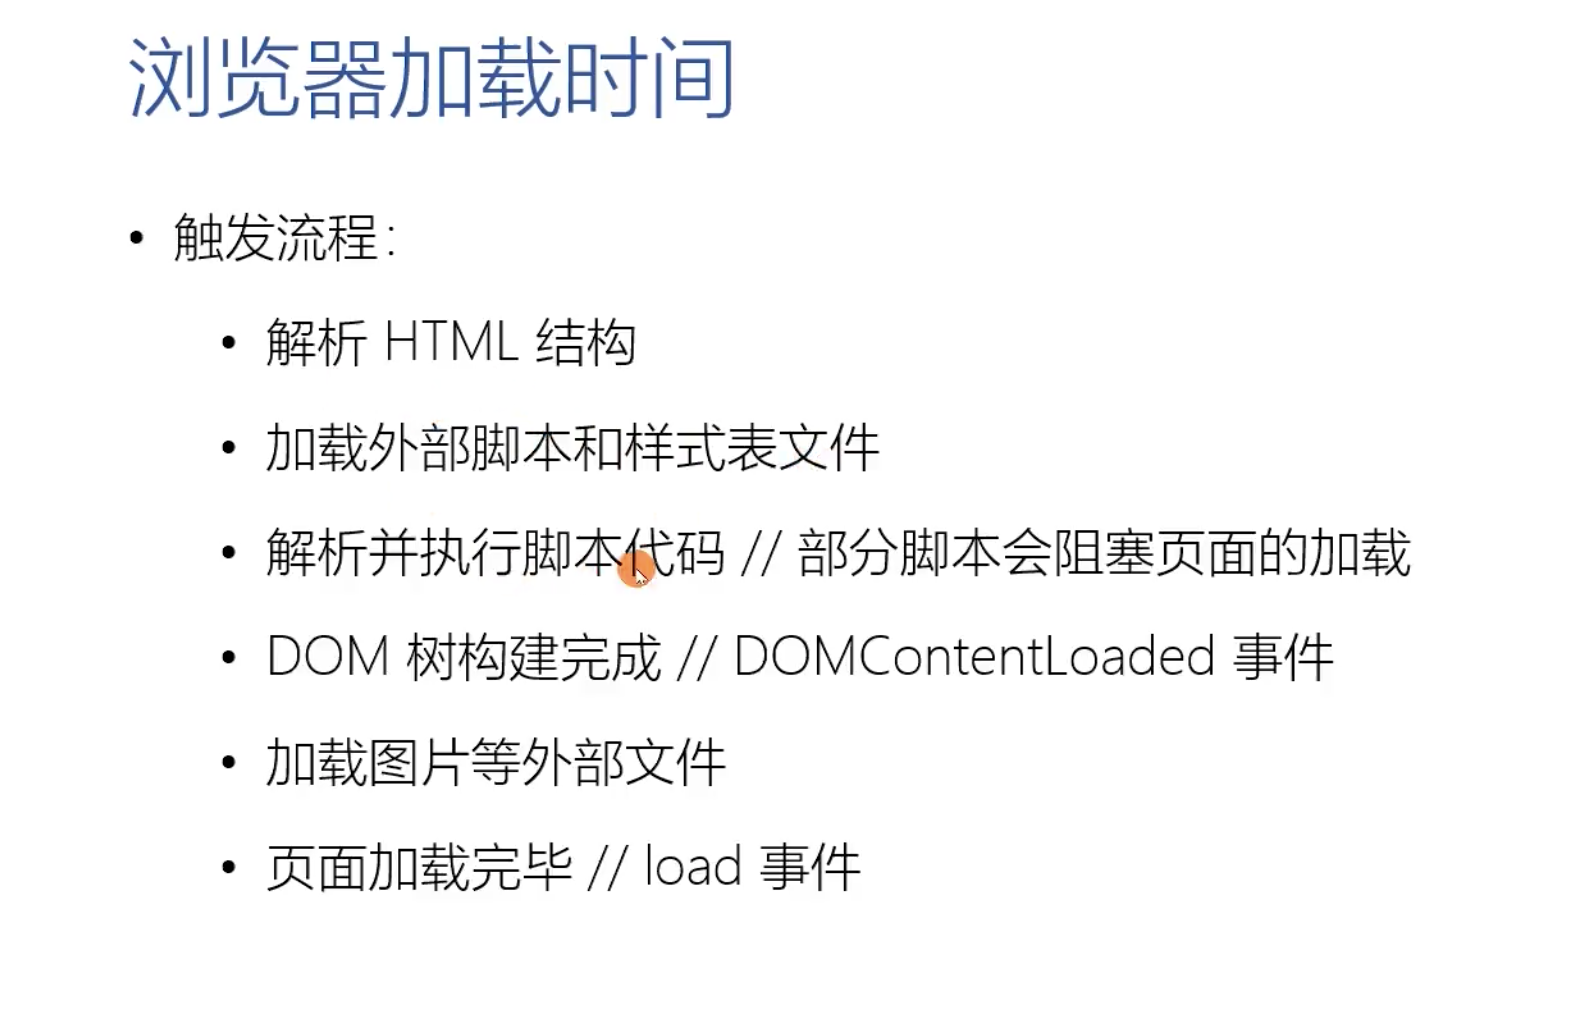 浏览器加载时间
• 触发流程：
• 解析 HTML 结构
• 加载外部脚本和样式表文件
• 解析并执行脚本代码 // 部分脚本会阻塞页面的加载
• DOM 树构建完成 // DOMContentLoaded 事件
• 加载图片等外部文件
• 页面加载完毕 // load 事件